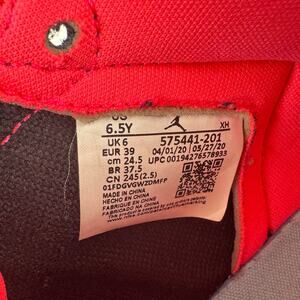 US
6.5Y
XH
UK 6
575441-201
EUR 39
04/01/20
05/27/20
cm 24.5
UPC 00194276578933
BR 37.5
CN 245(2.5)
01FDGVGWZDMFP
MADE IN CHINA
HECHO EN CHINA
FABRIQUÉ EN CHINE
FABRICADO NA CHINA